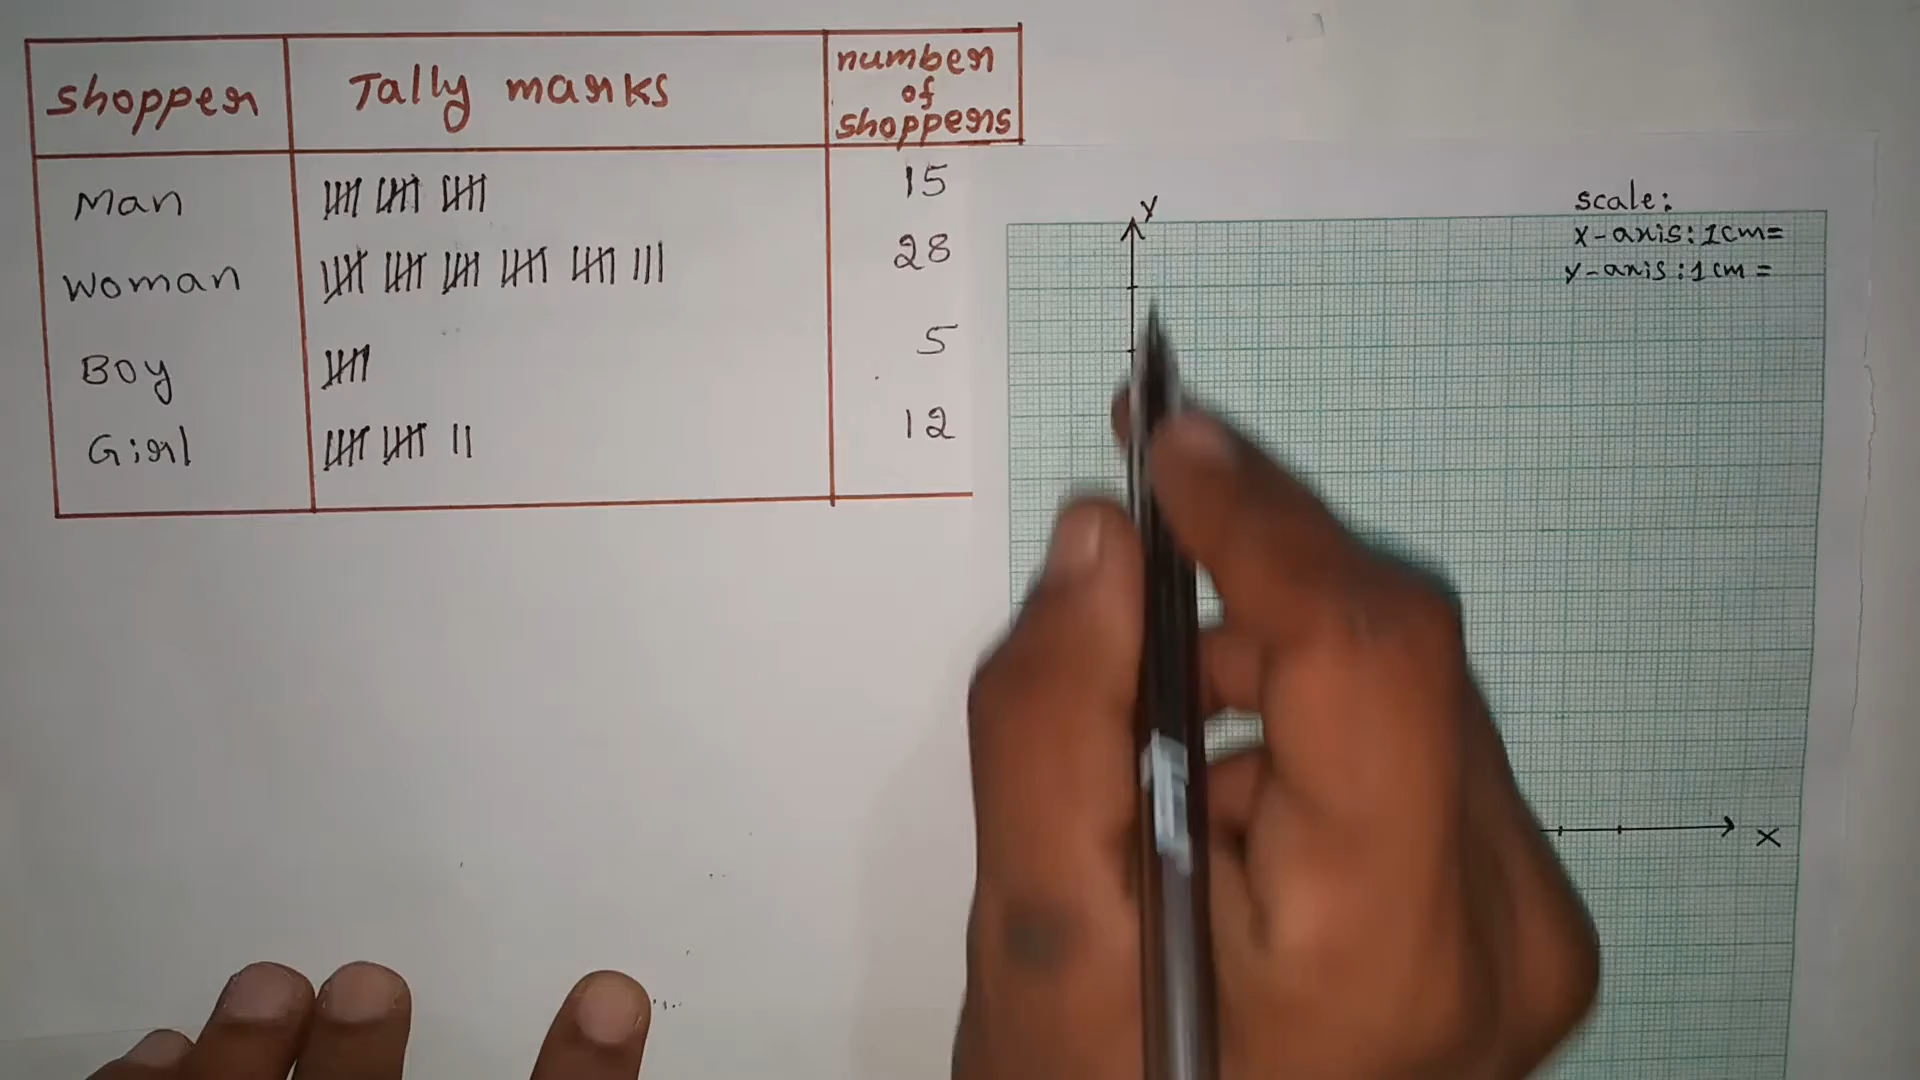 Shopper Tally marks number of shoppers
Man 𝍸 𝍸 𝍸 15
Woman 𝍸 𝍸 𝍸 𝍸 𝍸 ||| 28
Boy 𝍸 5
Girl 𝍸 𝍸 || 12
Y
scale:
X-axis:1cm=
Y-axis:1cm=
X